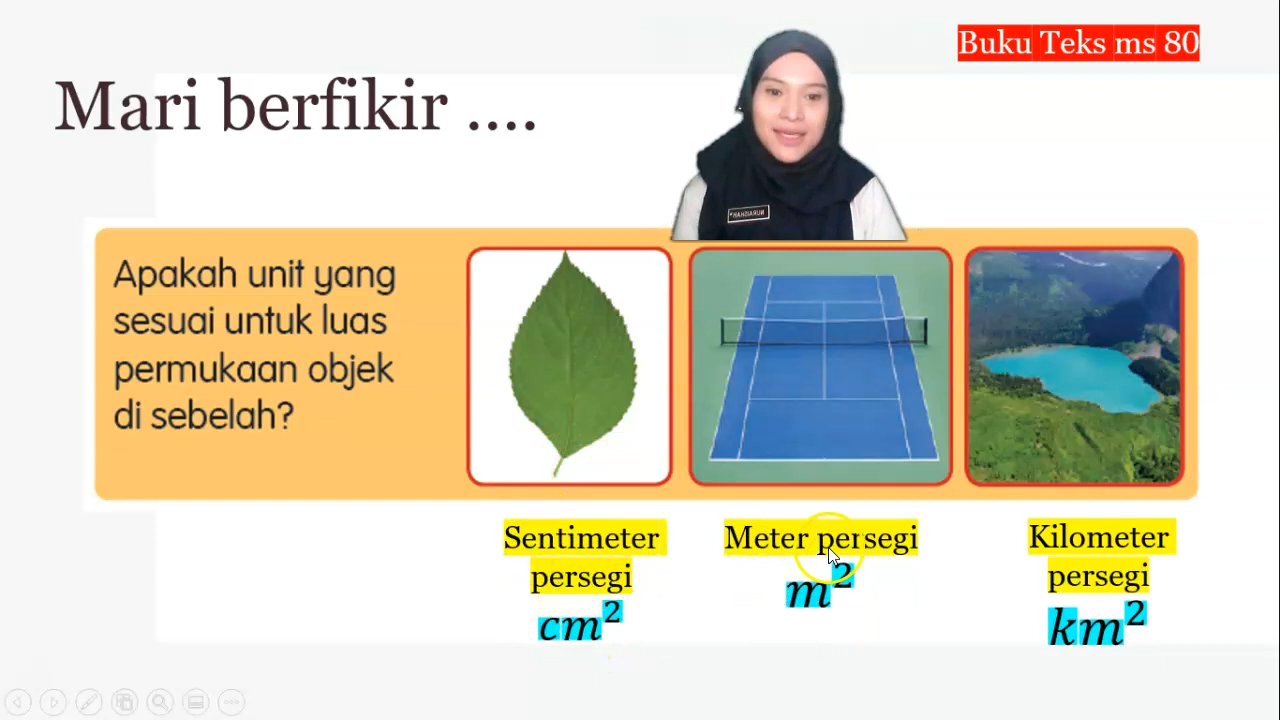 Buku Teks ms 80
Mari berfikir ....
Apakah unit yang
sesuai untuk luas
permukaan objek
di sebelah?
Sentimeter
persegi
cm²
Meter persegi
m²
Kilometer
persegi
km²